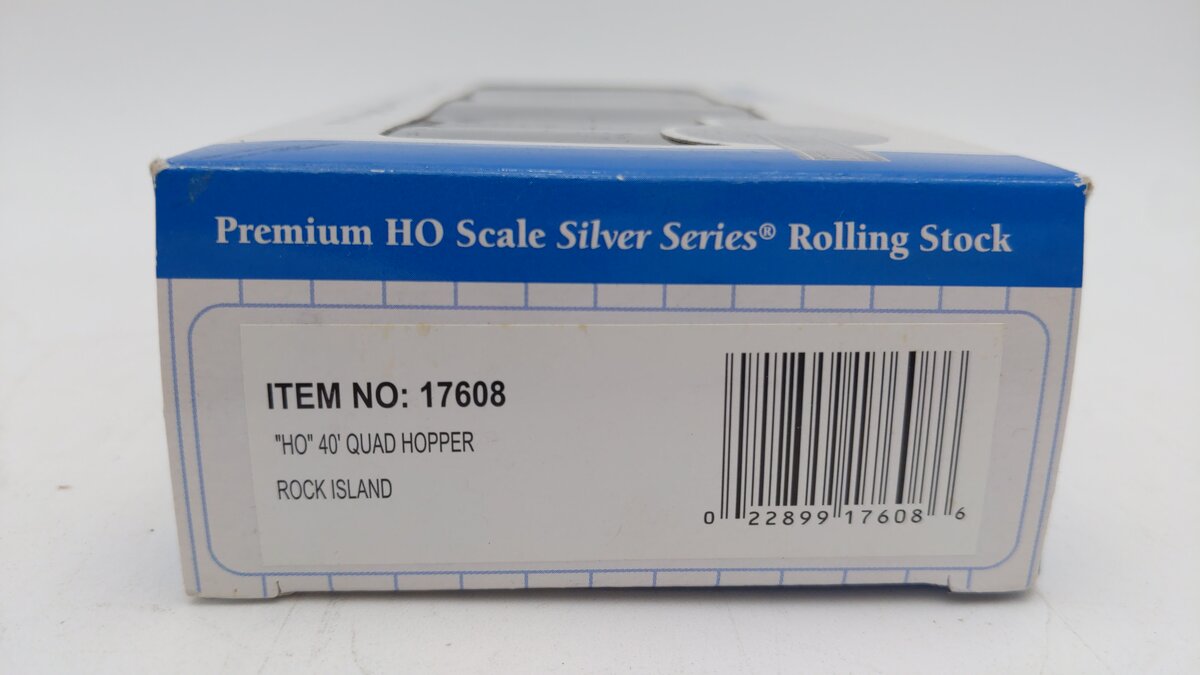 Premium HO Scale Silver Series® Rolling Stock
ITEM NO: 17608
"HO" 40' QUAD HOPPER
ROCK ISLAND
0 22899 17608 6